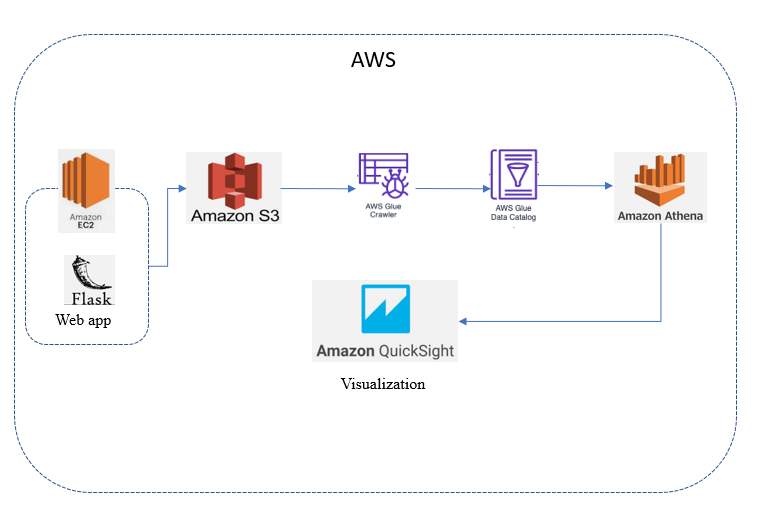 AWS
Amazon
EC2
Amazon S3
AWS Glue
Crawler
AWS Glue
Data Catalog
Amazon Athena
Flask
Web app
Amazon QuickSight
Visualization